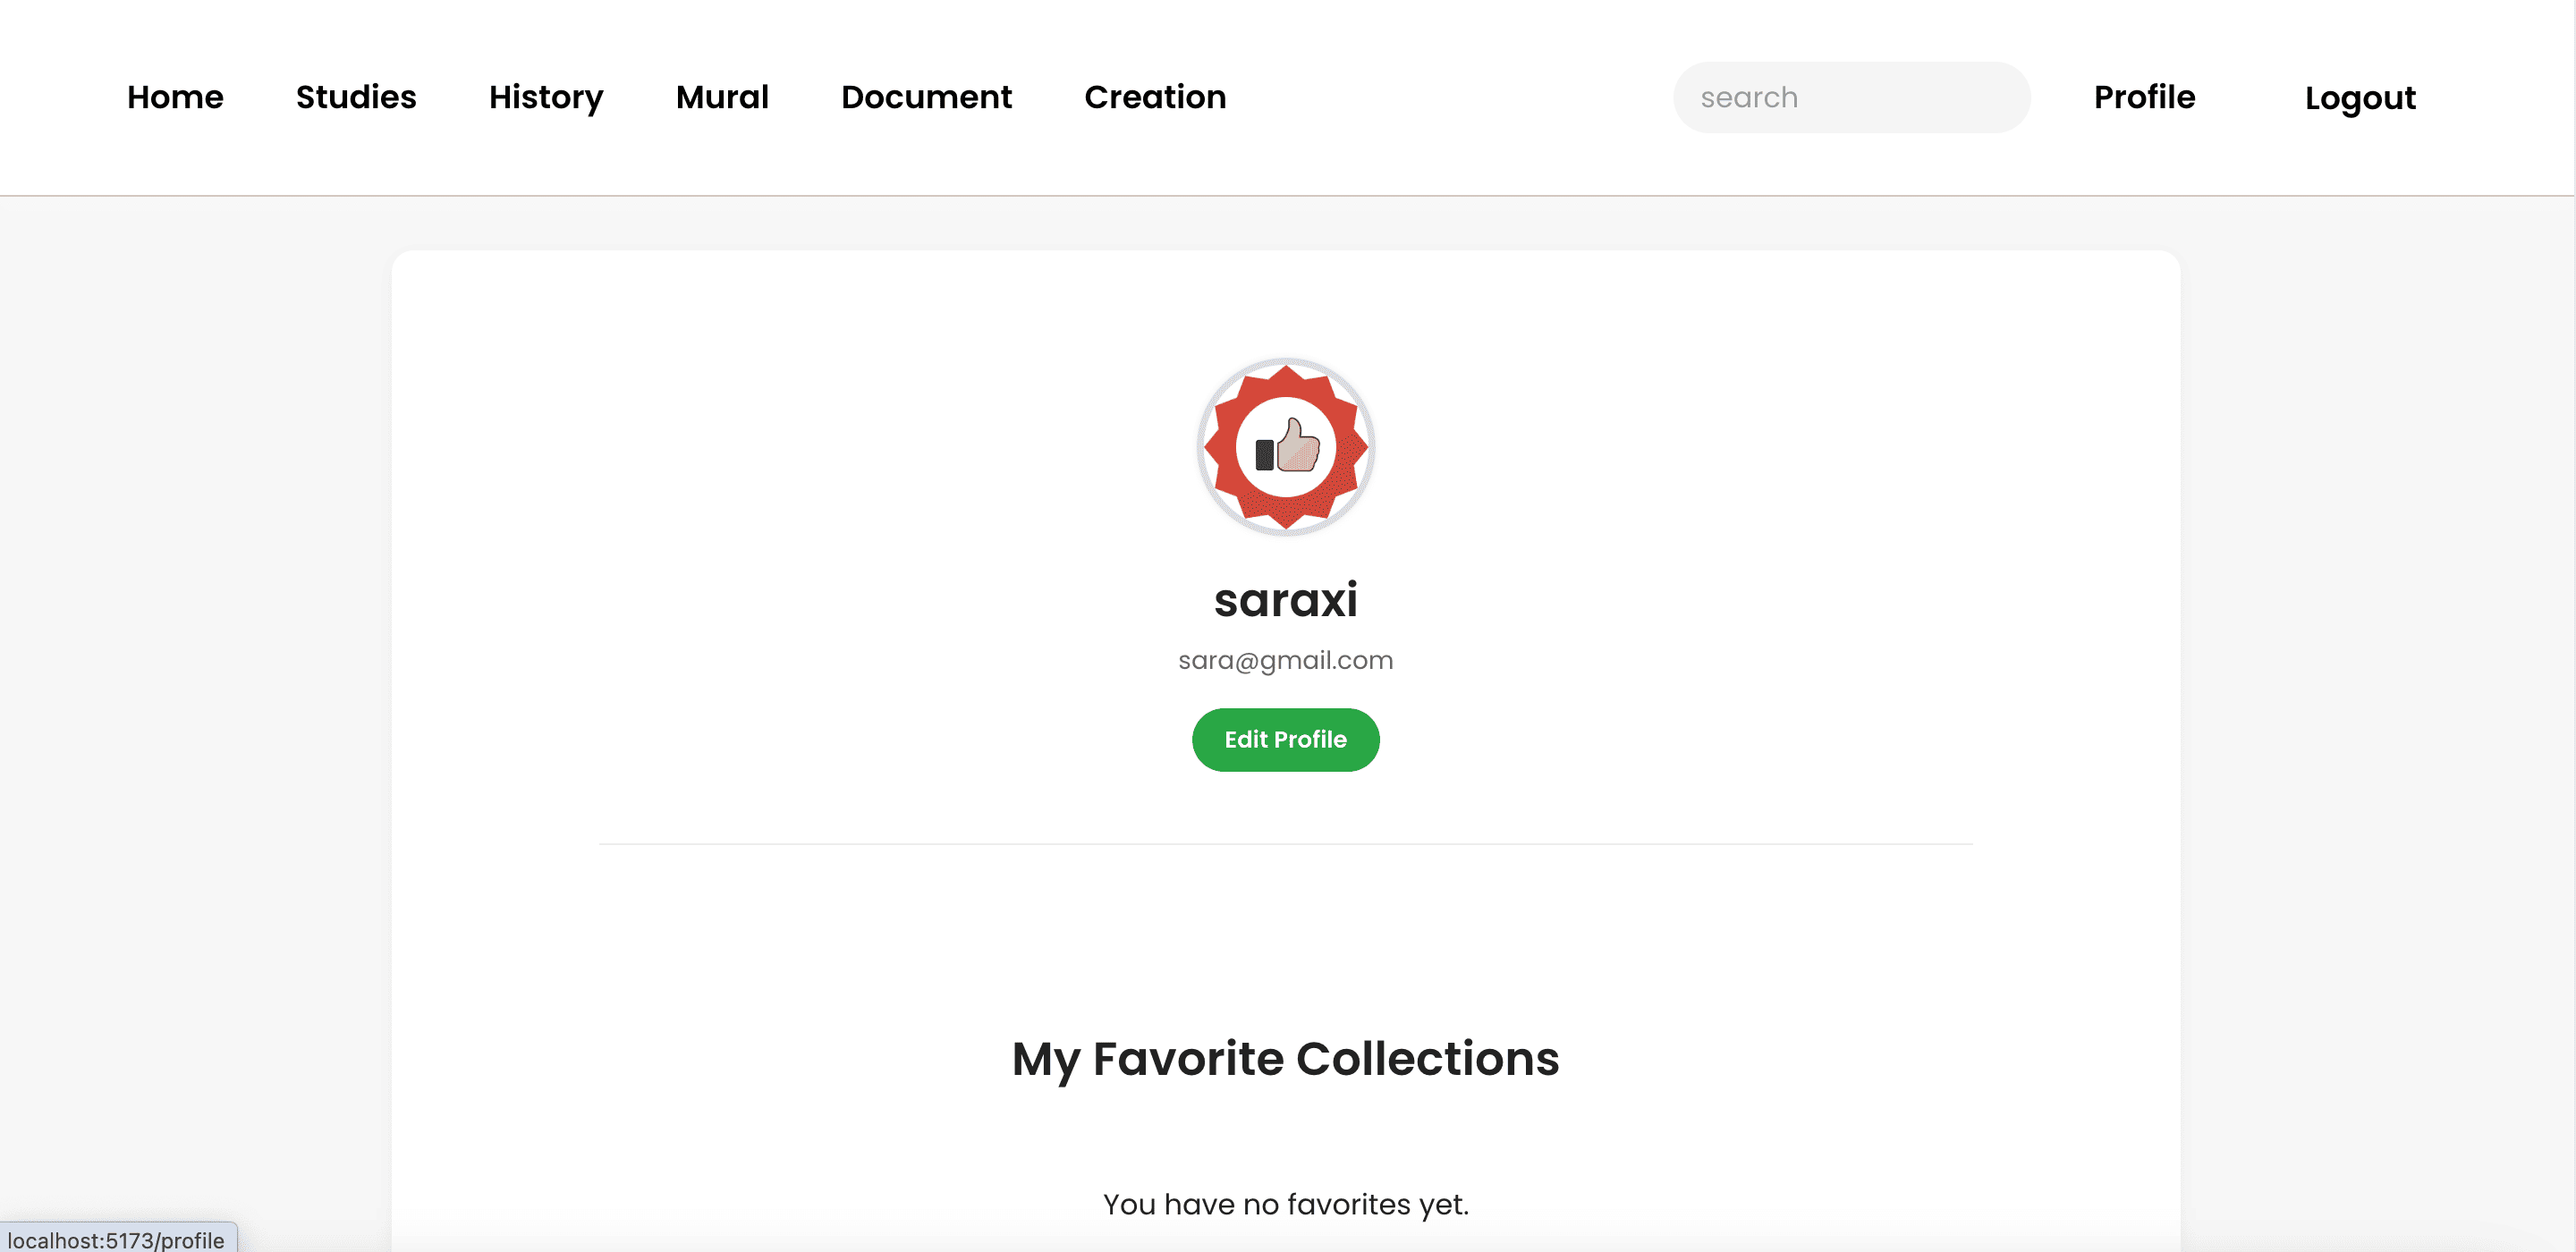 Home Studies History Mural Document Creation search Profile Logout
saraxi
sara@gmail.com
Edit Profile
My Favorite Collections
You have no favorites yet.
localhost:5173/profile